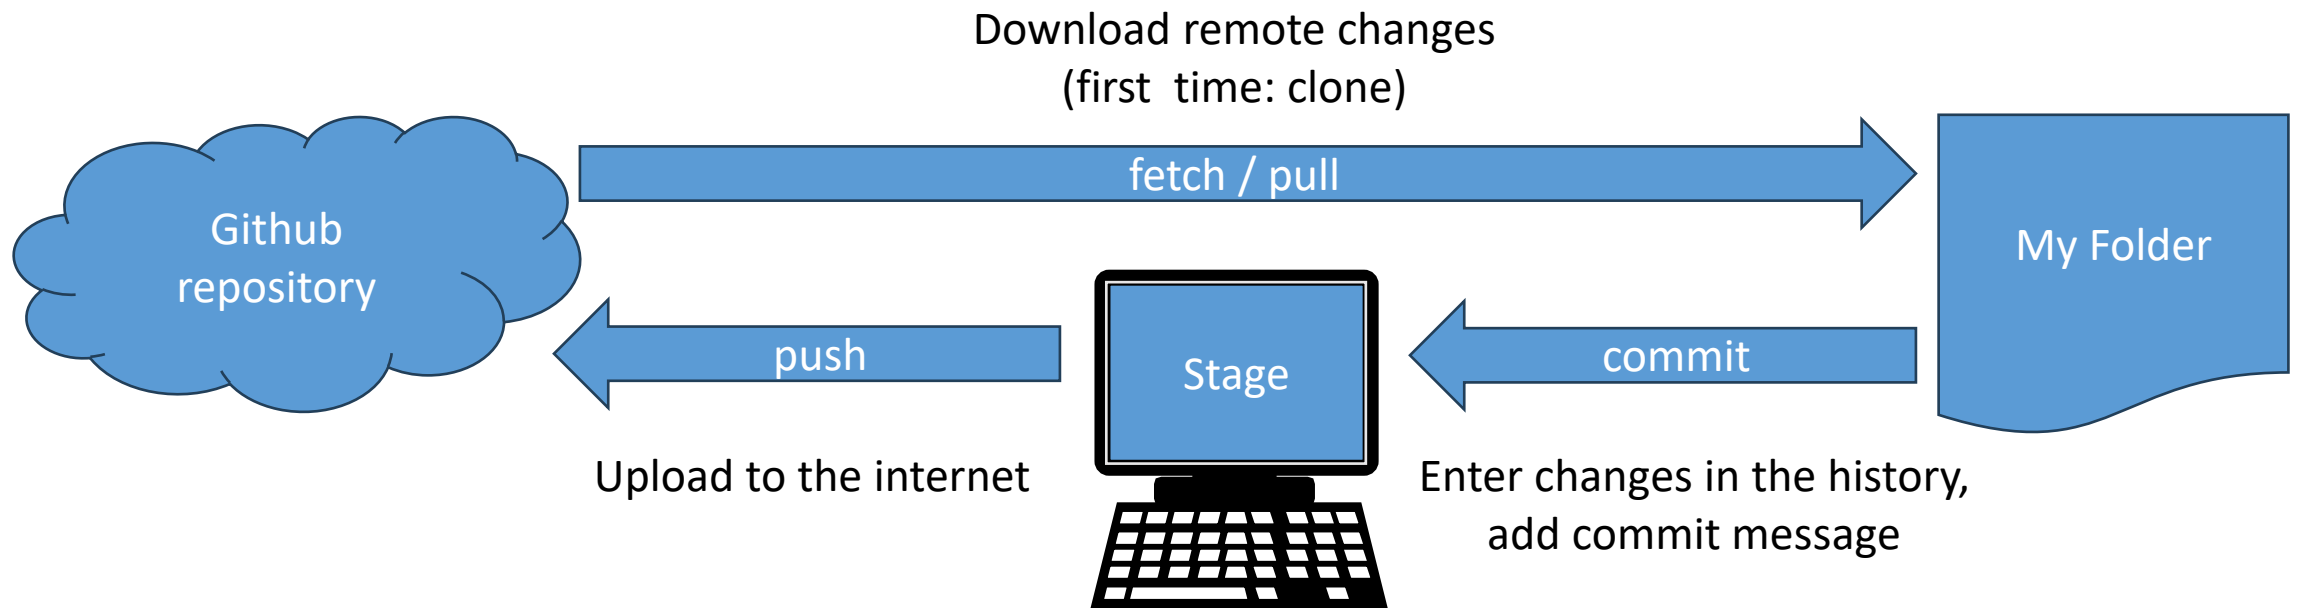 Download remote changes
(first  time: clone)
fetch / pull
Github
repository
My Folder
push
Stage
commit
Upload to the internet
Enter changes in the history,
add commit message